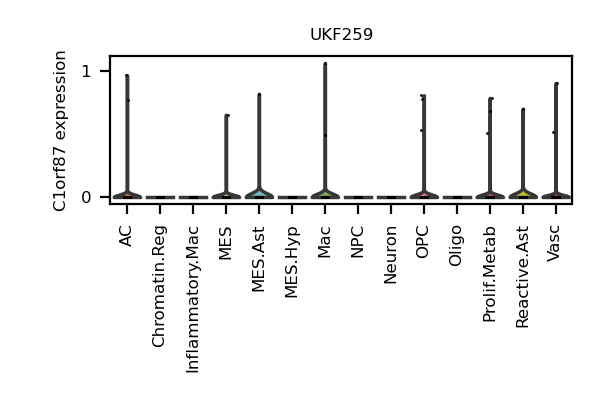 UKF259
C1orf87 expression
1
0
AC
Chromatin.Reg
Inflammatory.Mac
MES
MES.Ast
MES.Hyp
Mac
NPC
Neuron
OPC
Oligo
Prolif.Metab
Reactive.Ast
Vasc